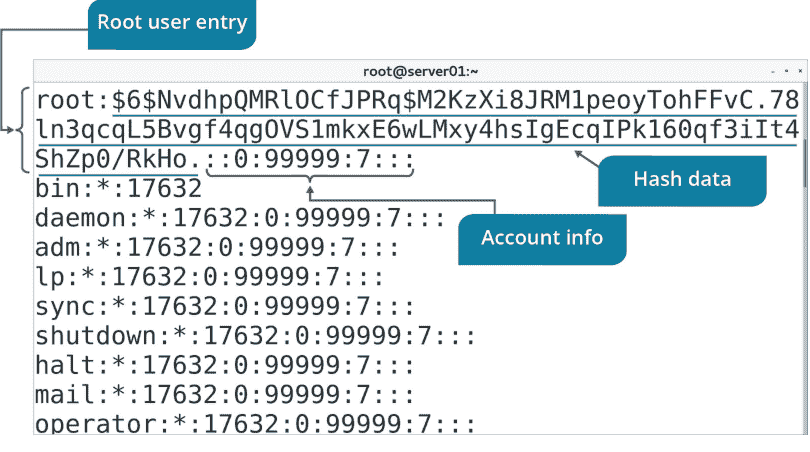 Root user entry
root@server01:~
root:$6$NvdhpQMRlOCfJPRq$M2KzXi8JRM1peoyTohFFvC.78
ln3qcqL5Bvgf4qgOVS1mkxE6wLMxy4hsIgEcqIPk160qf3iIt4
ShZp0/RkHo.::0:99999:7:::
Hash data
bin:*:17632
Account info
daemon:*:17632:0:99999:7:::
adm:*:17632:0:99999:7:::
lp:*:17632:0:99999:7:::
sync:*:17632:0:99999:7:::
shutdown:*:17632:0:99999:7:::
halt:*:17632:0:99999:7:::
mail:*:17632:0:99999:7:::
operator:*:17632:0:99999:7:::